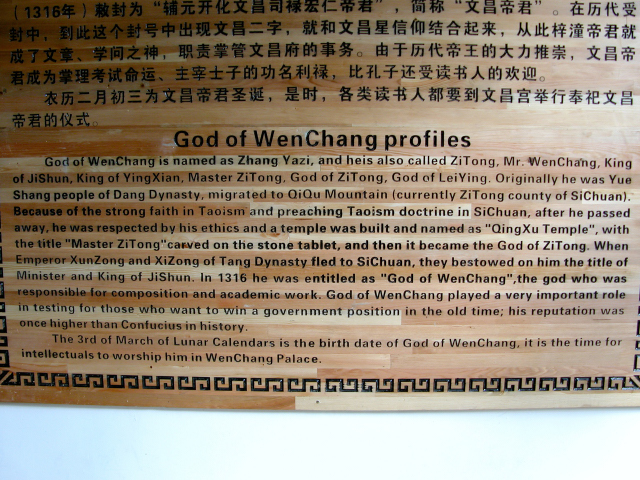 （1316年）敕封为“辅元开化文昌司禄宏仁帝君”，简称“文昌帝君”。在历代受
封中，到此这个封号中出现文昌二字，就和文昌星信仰结合起来，从此梓潼帝君就
成了文章、学问之神，职责掌管文昌府的事务。由于历代帝王的大力推崇，文昌帝
君成为掌理考试命运、主宰士子的功名利禄，比孔子还受读书人的欢迎。
农历二月初三为文昌帝君圣诞，是时，各类读书人都要到文昌宫举行奉祀文昌
帝君的仪式
God of WenChang profiles
God of WenChang is named as Zhang Yazi, and heis also called ZiTong, Mr. WenChang, King
of JiShun, King of YingXian, Master ZiTong, God of ZiTong, God of LeiYing. Originally he was Yue
Shang people of Dang Dynasty, migrated to QiQu Mountain (currently ZiTong county of SiChuan).
Because of the strong faith in Taoism and preaching Taoism doctrine in SiChuan, after he passed
away, he was respected by his ethics and a temple was built and named as "QingXu Temple", with
the title "Master ZiTong"carved on the stone tablet, and then it became the God of ZiTong. When
Emperor XunZong and XiZong of Tang Dynasty fled to SiChuan, they bestowed on him the title of
Minister and King of JiShun. In 1316 he was entitled as "God of WenChang",the god who was
responsible for composition and academic work. God of WenChang played a very important role
in testing for those who want to win a government position in the old time; his reputation was
once higher than Confucius in history.
The 3rd of March of Lunar Calendars is the birth date of God of WenChang, it is the time for
intellectuals to worship him in WenChang Palace.